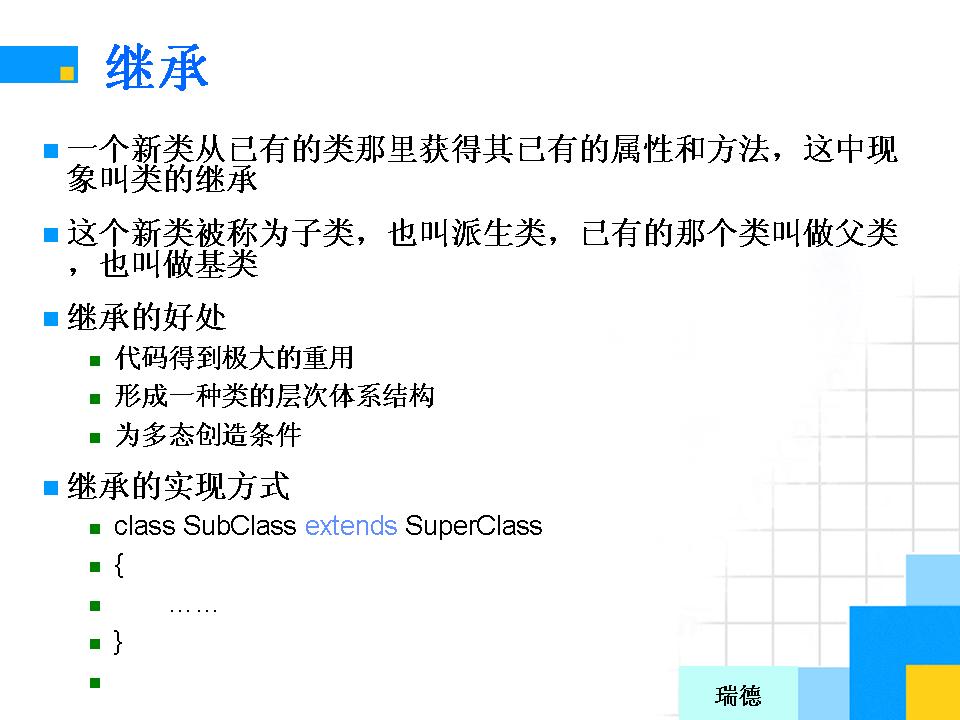 继承
一个新类从已有的类那里获得其已有的属性和方法，这中现
象叫类的继承
这个新类被称为子类，也叫派生类，已有的那个类叫做父类
，也叫做基类
继承的好处
代码得到极大的重用
形成一种类的层次体系结构
为多态创造条件
继承的实现方式
class SubClass extends SuperClass
{
……
}
瑞德